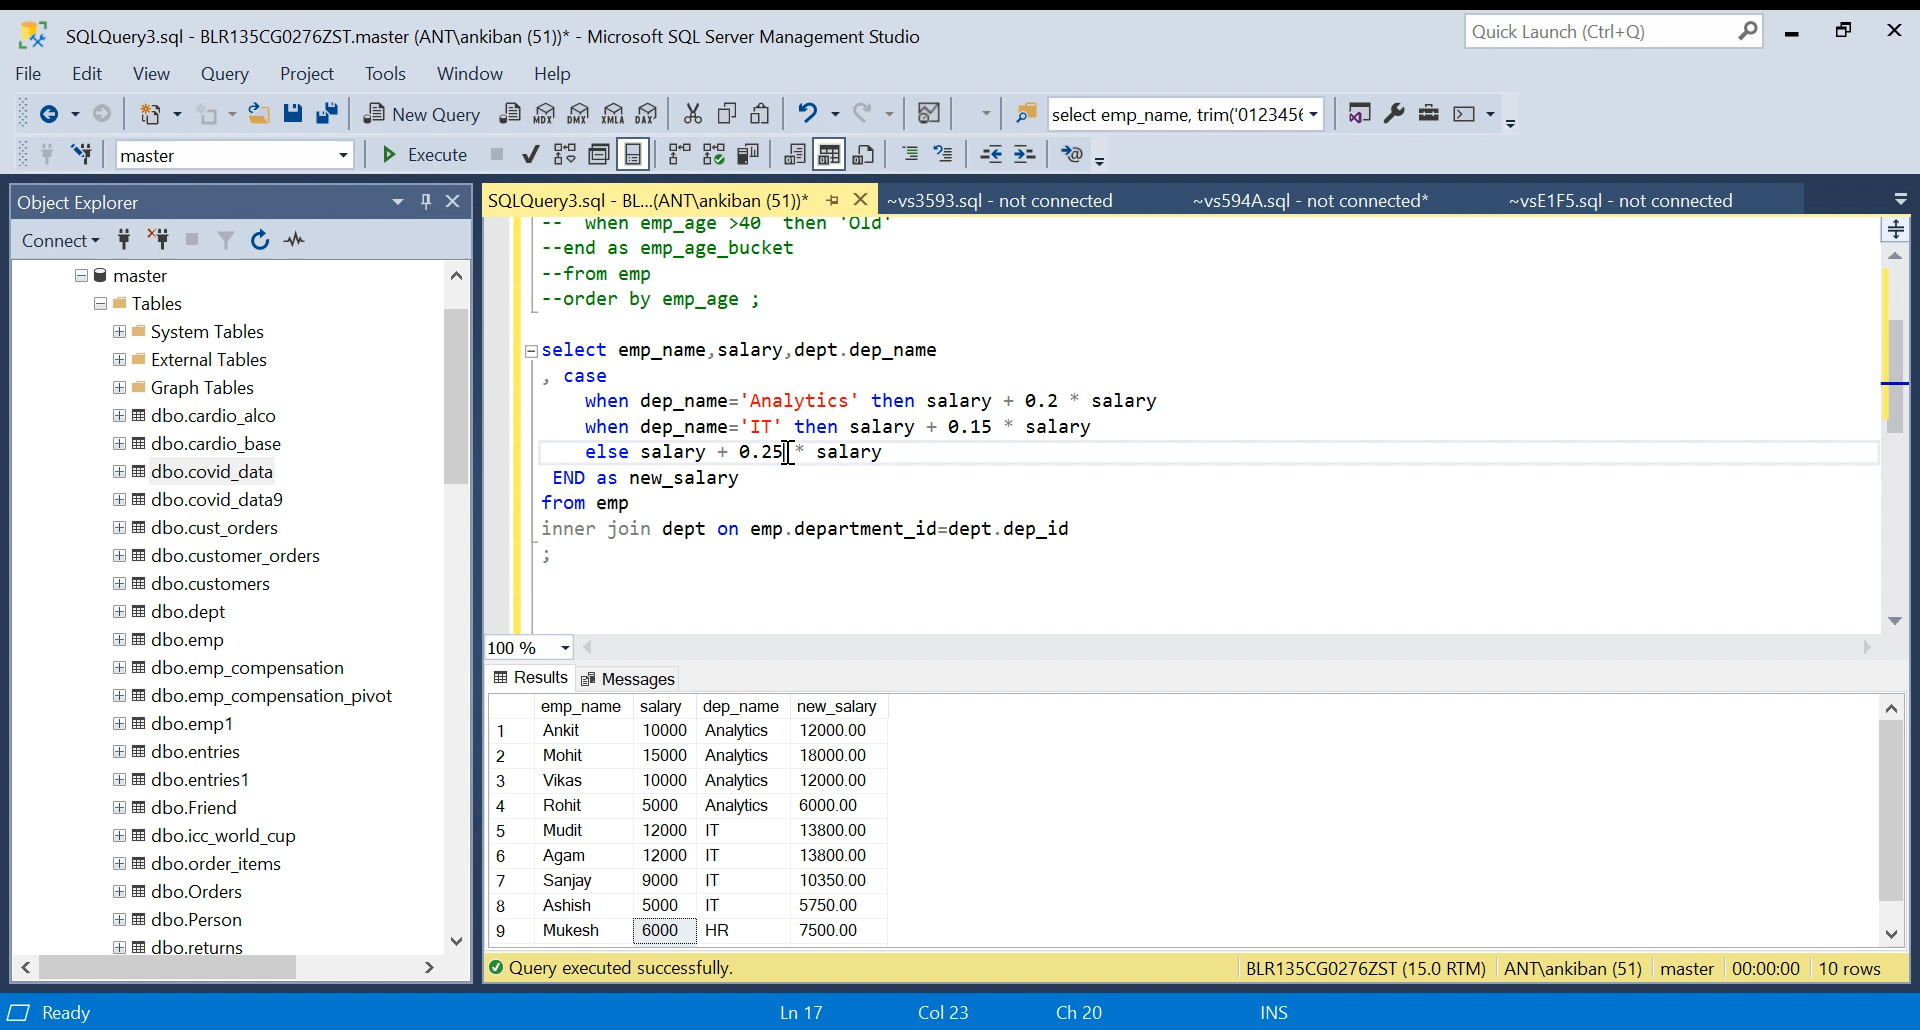 SQLQuery3.sql - BLR135CG0276ZST.master (ANT\ankiban (51))* - Microsoft SQL Server Management Studio
Quick Launch (Ctrl+Q)
File Edit View Query Project Tools Window Help
New Query MDX DMX XMLA DAX select emp_name, trim('0123456
master Execute
Object Explorer
SQLQuery3.sql - BL...(ANT\ankiban (51))* ~vs3593.sql - not connected ~vs594A.sql - not connected* ~vsE1F5.sql - not connected
Connect
master
Tables
System Tables
External Tables
Graph Tables
dbo.cardio_alco
dbo.cardio_base
dbo.covid_data
dbo.covid_data9
dbo.cust_orders
dbo.customer_orders
dbo.customers
dbo.dept
dbo.emp
dbo.emp_compensation
dbo.emp_compensation_pivot
dbo.emp1
dbo.entries
dbo.entries1
dbo.Friend
dbo.icc_world_cup
dbo.order_items
dbo.Orders
dbo.Person
dbo.returns
-- when emp_age >40 then 'Old'
--end as emp_age_bucket
--from emp
--order by emp_age ;
select emp_name,salary,dept.dep_name
, case
when dep_name='Analytics' then salary + 0.2 * salary
when dep_name='IT' then salary + 0.15 * salary
else salary + 0.25 * salary
END as new_salary
from emp
inner join dept on emp.department_id=dept.dep_id
;
100 %
Results Messages
emp_name salary dep_name new_salary
1 Ankit 10000 Analytics 12000.00
2 Mohit 15000 Analytics 18000.00
3 Vikas 10000 Analytics 12000.00
4 Rohit 5000 Analytics 6000.00
5 Mudit 12000 IT 13800.00
6 Agam 12000 IT 13800.00
7 Sanjay 9000 IT 10350.00
8 Ashish 5000 IT 5750.00
9 Mukesh 6000 HR 7500.00
Query executed successfully. BLR135CG0276ZST (15.0 RTM) ANT\ankiban (51) master 00:00:00 10 rows
Ready Ln 17 Col 23 Ch 20 INS